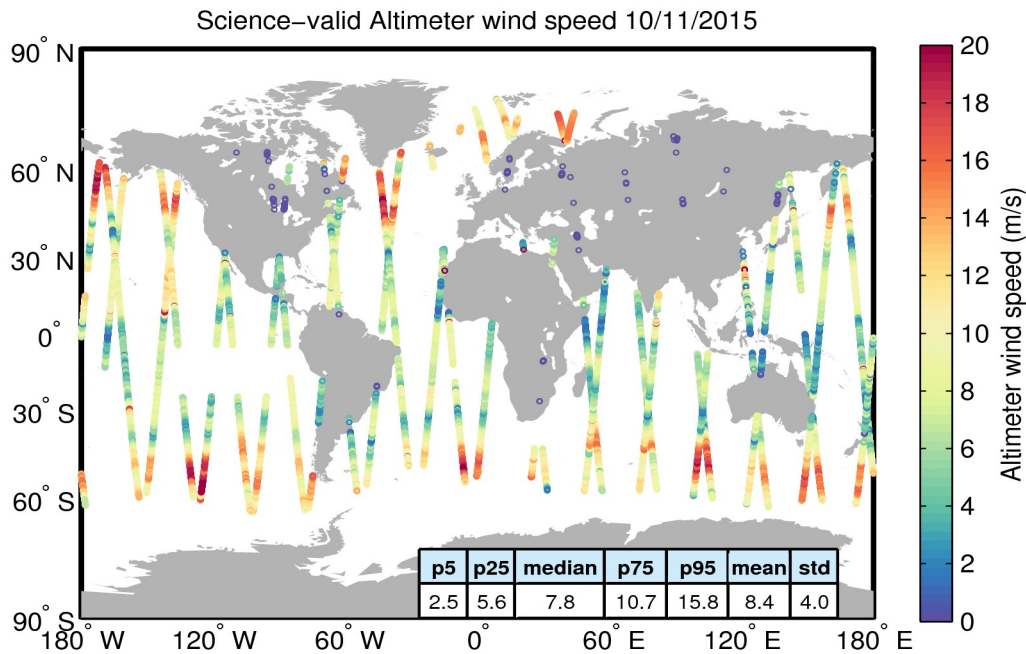 Science−valid Altimeter wind speed 10/11/2015
90° N
60° N
30° N
0°
30° S
60° S
90° S
180° W
120° W
60° W
0°
60° E
120° E
180° E
p5 p25 median p75 p95 mean std
2.5 5.6 7.8 10.7 15.8 8.4 4.0
20
18
16
14
12
10
8
6
4
2
0
Altimeter wind speed (m/s)